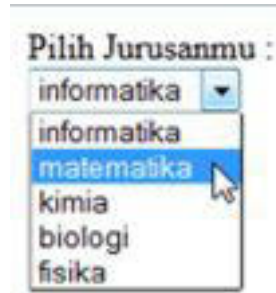 Pilih Jurusanmu :
informatika
informatika
matematika
kimia
biologi
fisika